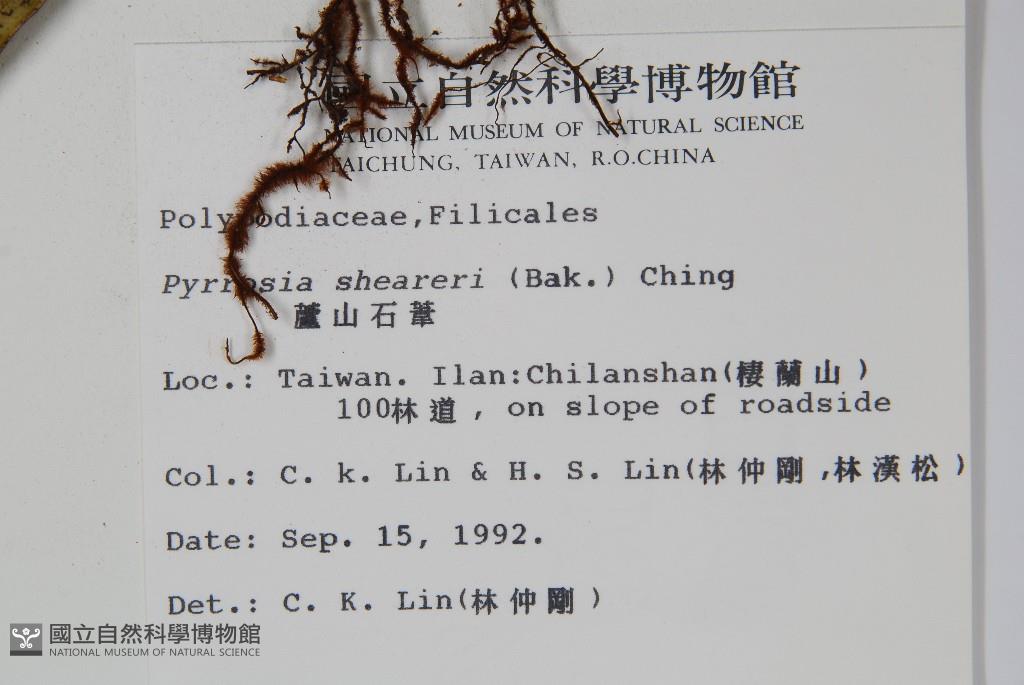 國立自然科學博物館
NATIONAL MUSEUM OF NATURAL SCIENCE
TAICHUNG, TAIWAN, R.O.CHINA
Polypodiaceae,Filicales
Pyrrosia sheareri (Bak.) Ching
蘆山石葦
Loc.: Taiwan. Ilan:Chilanshan(棲蘭山)
100林道, on slope of roadside
Col.: C. k. Lin & H. S. Lin(林仲剛,林漢松)
Date: Sep. 15, 1992.
Det.: C. K. Lin(林仲剛)
國立自然科學博物館
NATIONAL MUSEUM OF NATURAL SCIENCE